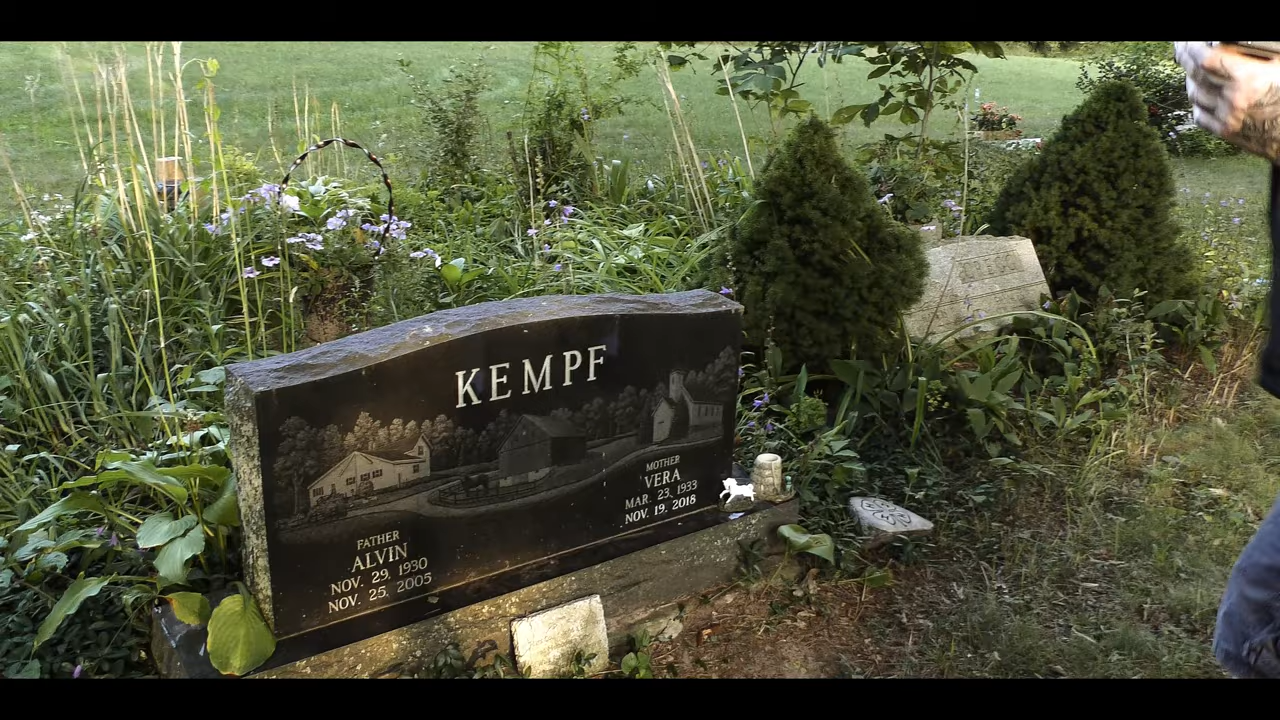 KEMPF
FATHER
ALVIN
NOV. 29, 1930
NOV. 25, 2005
MOTHER
VERA
MAR. 23, 1933
NOV. 19, 2018